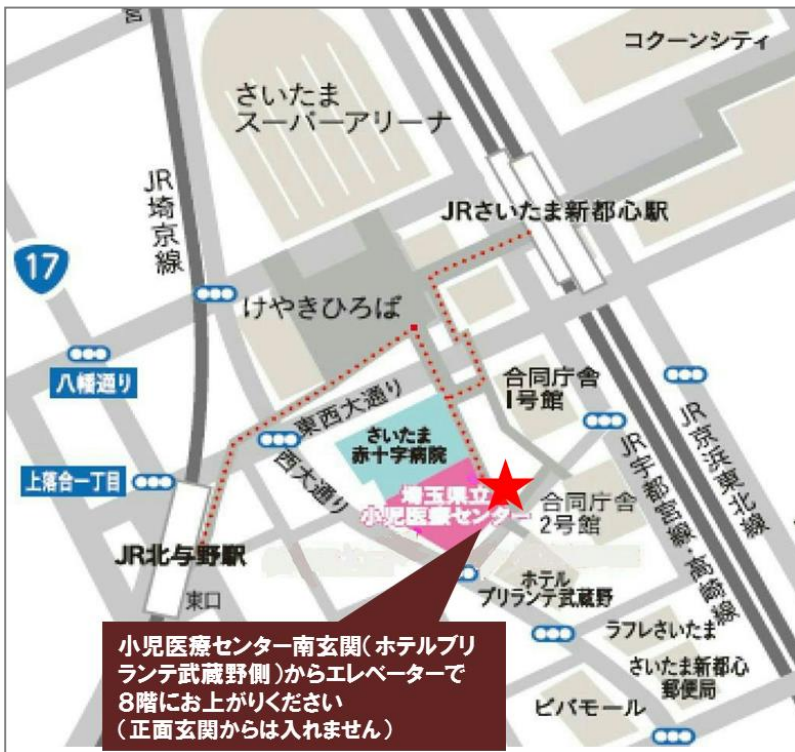 宮
コクーンシティ
さいたま
スーパーアリーナ
JR埼京線
JRさいたま新都心駅
17
けやきひろば
八幡通り
東西大通り
合同庁舎
1号館
さいたま
赤十字病院
西大通り
上落合一丁目
埼玉県立
小児医療センター
合同庁舎
2号館
JR宇都宮線・高崎線
JR京浜東北線
JR北与野駅
東口
ホテル
ブリランテ武蔵野
ラフレさいたま
さいたま新都心
郵便局
ビバモール
小児医療センター南玄関(ホテルブリ
ランテ武蔵野側)からエレベーターで
8階にお上がりください
(正面玄関からは入れません)